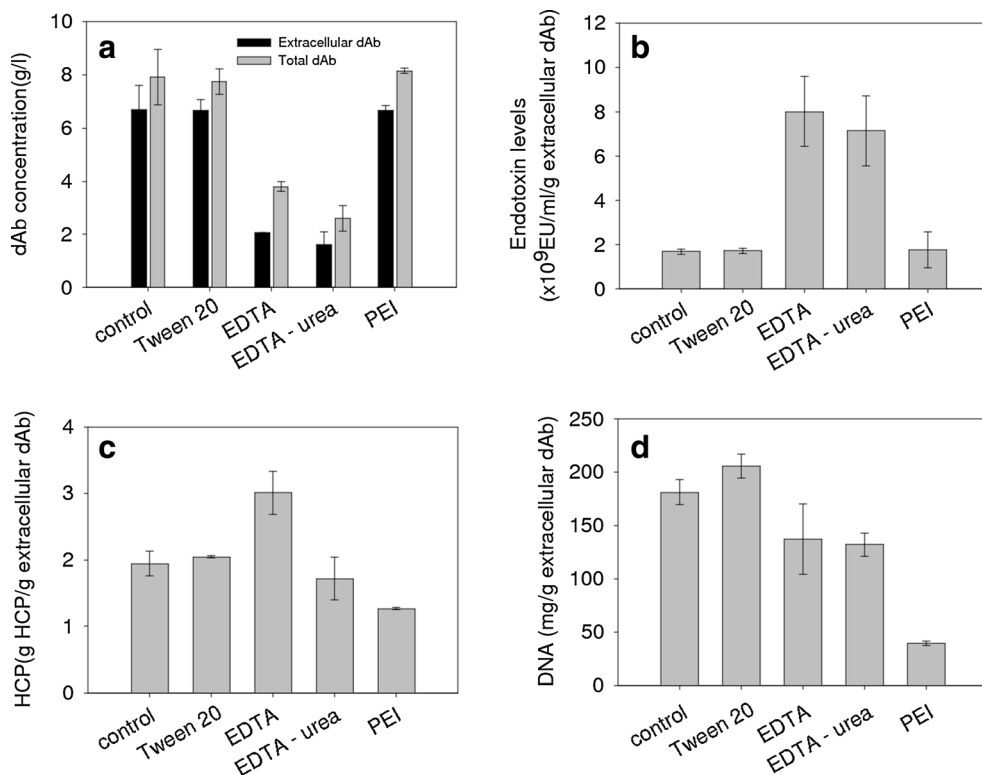 a
Extracellular dAb
Total dAb
dAb concentration(g/l)
10
8
6
4
2
0
control
Tween 20
EDTA
EDTA - urea
PEI
b
Endotoxin levels
(x10⁹EU/ml/g extracellular dAb)
12
10
8
6
4
2
0
control
Tween 20
EDTA
EDTA - urea
PEI
c
HCP(g HCP/g extracellular dAb)
4
3
2
1
0
control
Tween 20
EDTA
EDTA - urea
PEI
d
DNA (mg/g extracellular dAb)
250
200
150
100
50
0
control
Tween 20
EDTA
EDTA - urea
PEI